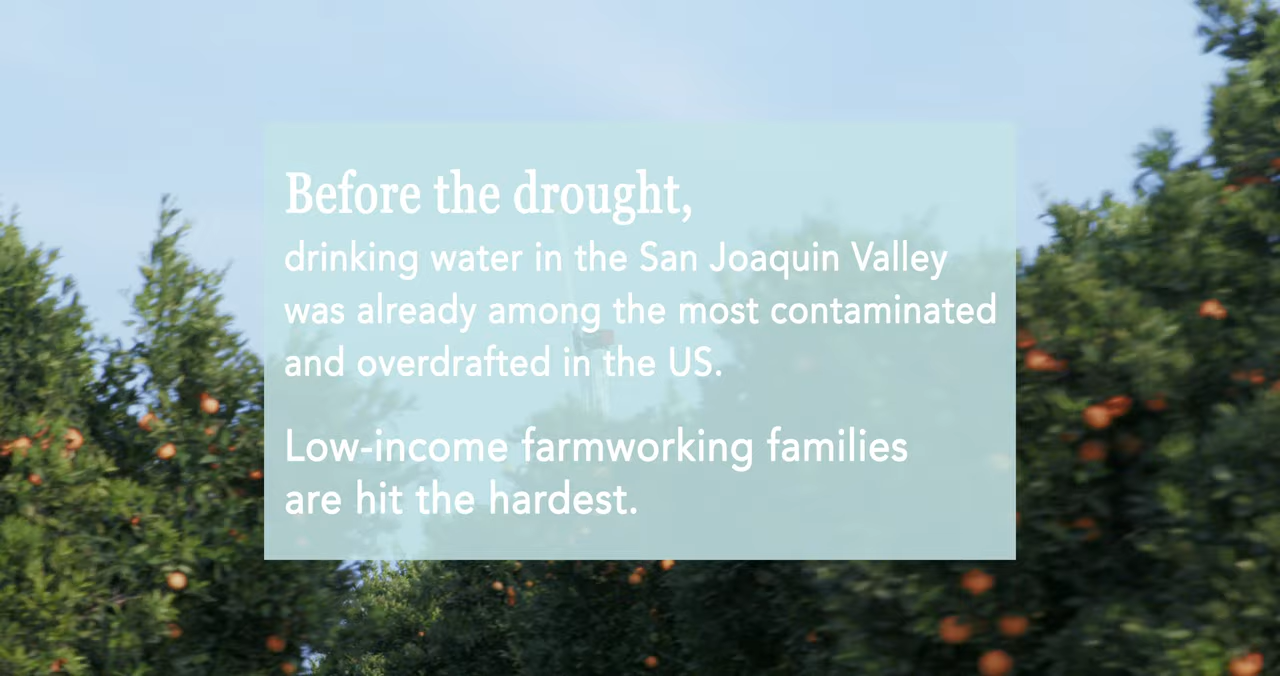 Before the drought,
drinking water in the San Joaquin Valley
was already among the most contaminated
and overdrafted in the US.
Low-income farmworking families
are hit the hardest.